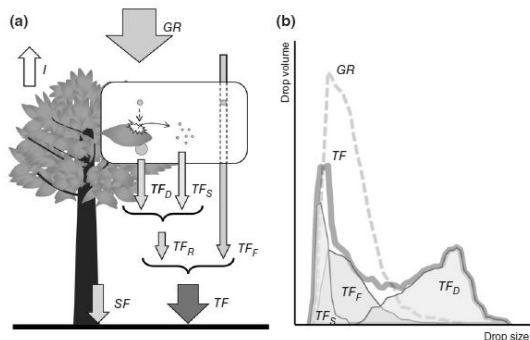 (a)
GR
I
TF_D
TF_S
TF_R
TF_F
SF
TF
(b)
Drop volume
GR
TF
TF_F
TF_D
TF_S
Drop size